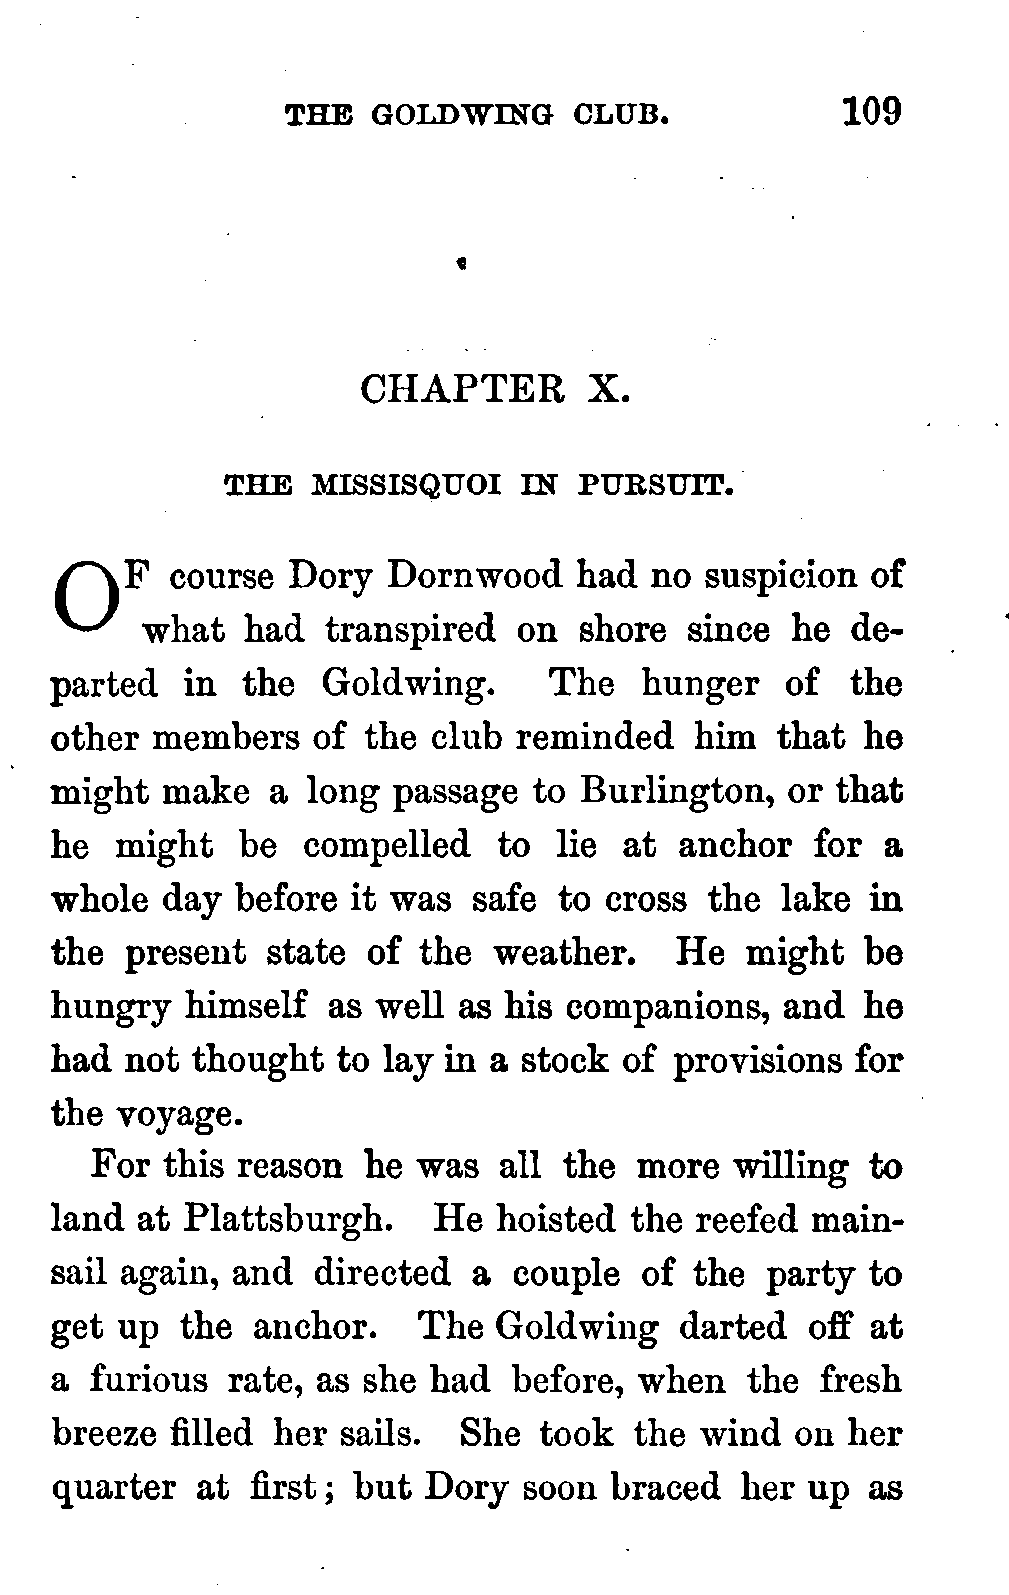 THE GOLDWING CLUB. 109
CHAPTER X.
THE MISSISQUOI IN PURSUIT.
OF course Dory Dornwood had no suspicion of
what had transpired on shore since he de-
parted in the Goldwing. The hunger of the
other members of the club reminded him that he
might make a long passage to Burlington, or that
he might be compelled to lie at anchor for a
whole day before it was safe to cross the lake in
the present state of the weather. He might be
hungry himself as well as his companions, and he
had not thought to lay in a stock of provisions for
the voyage.
For this reason he was all the more willing to
land at Plattsburgh. He hoisted the reefed main-
sail again, and directed a couple of the party to
get up the anchor. The Goldwing darted off at
a furious rate, as she had before, when the fresh
breeze filled her sails. She took the wind on her
quarter at first; but Dory soon braced her up as